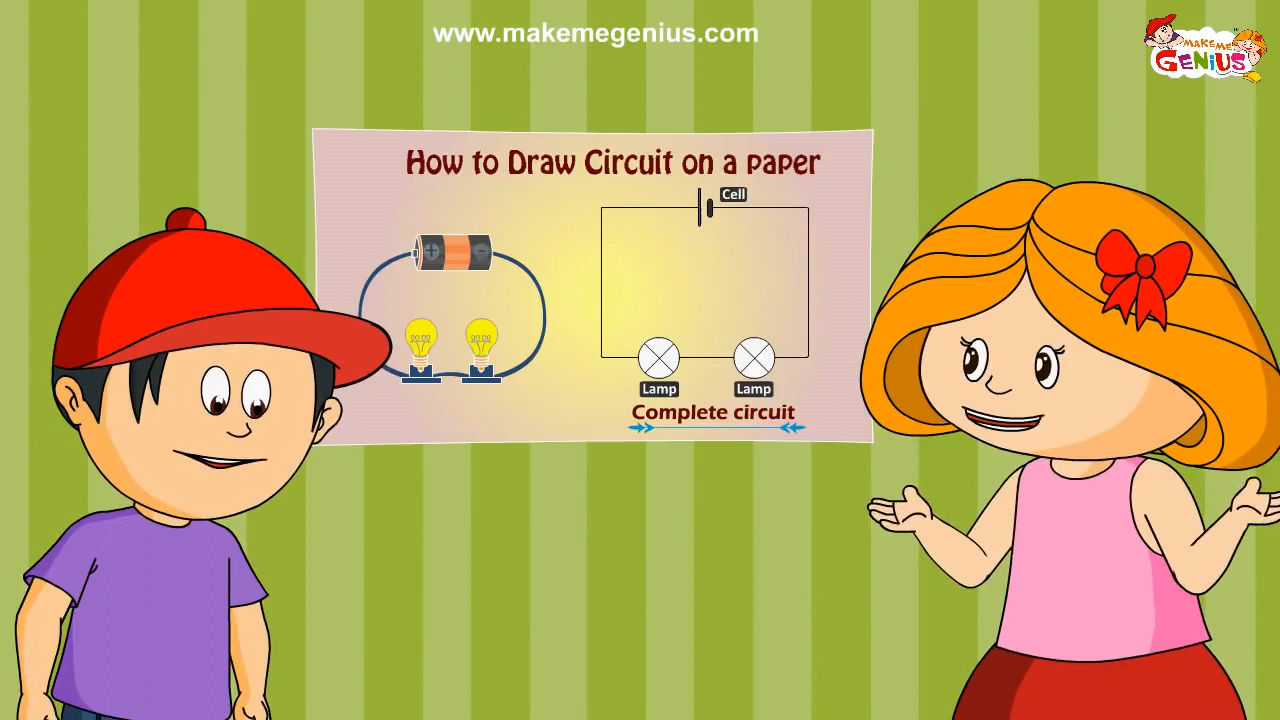 www.makemegenius.com
MAKE ME
GENiUS
How to Draw Circuit on a paper
Cell
+
-
Lamp
Lamp
Complete circuit